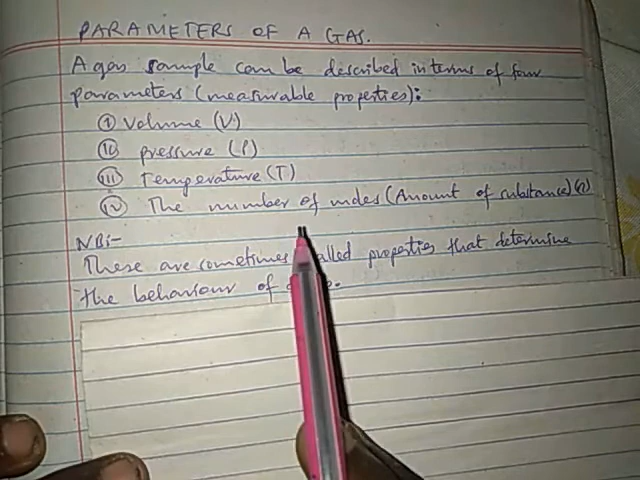 PARAMETERS OF A GAS.
A gas sample can be described in terms of four
parameters (measurable properties):
(i) Volume (V)
(ii) pressure (P)
(iii) Temperature (T)
(iv) The number of moles (Amount of substance) (n)
NB:-
These are sometimes called properties that determine
the behaviour of